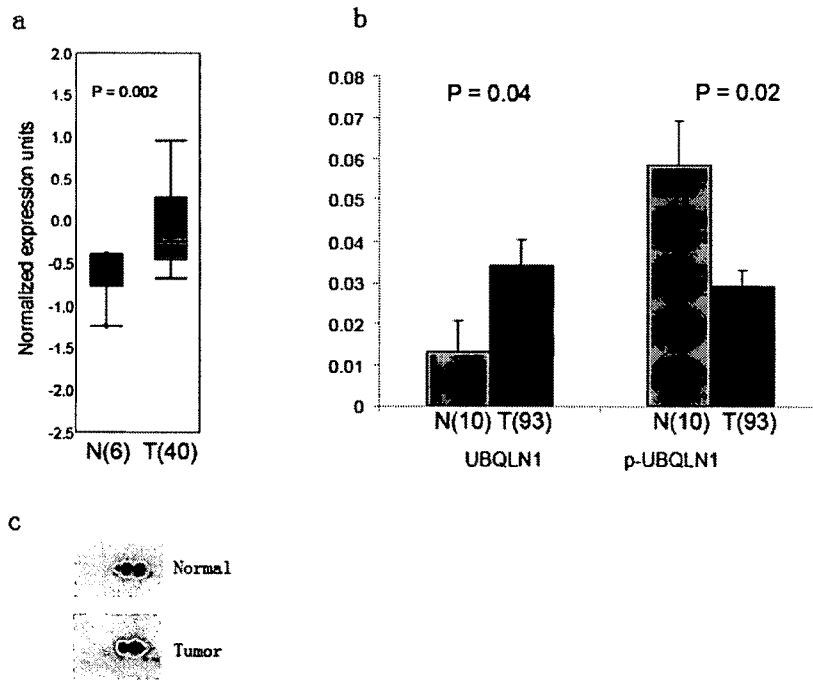 a
2.0
P = 0.002
1.5
1.0
0.5
0.0
-0.5
-1.0
-1.5
-2.0
-2.5
Normalized expression units
N(6) T(40)
b
0.08
P = 0.04 P = 0.02
0.07
0.06
0.05
0.04
0.03
0.02
0.01
0
N(10) T(93) N(10) T(93)
UBQLN1 p-UBQLN1
c
Normal
Tumor